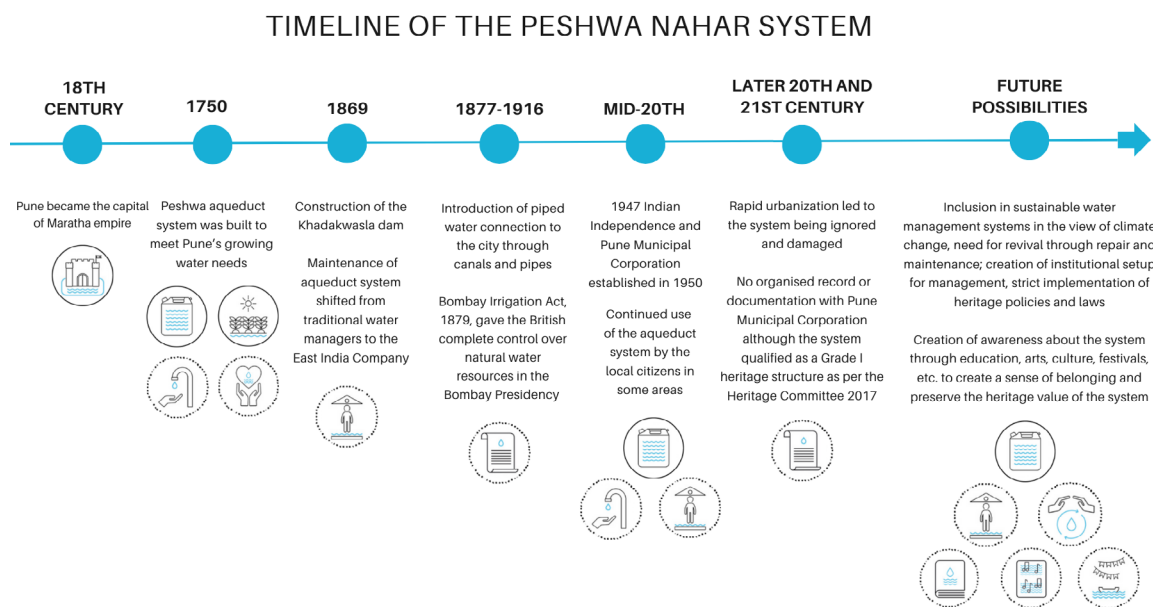 TIMELINE OF THE PESHWA NAHAR SYSTEM
18TH
CENTURY
1750
1869
1877-1916
MID-20TH
LATER 20TH AND
21ST CENTURY
FUTURE
POSSIBILITIES
Pune became the capital
of Maratha empire
Peshwa aqueduct
system was built to
meet Pune's growing
water needs
Construction of the
Khadakwasla dam
Maintenance of
aqueduct system
shifted from
traditional water
managers to the
East India Company
Introduction of piped
water connection to
the city through
canals and pipes
Bombay Irrigation Act,
1879, gave the British
complete control over
natural water
resources in the
Bombay Presidency
1947 Indian
Independence and
Pune Municipal
Corporation
established in 1950
Continued use
of the aqueduct
system by the
local citizens in
some areas
Rapid urbanization led to
the system being ignored
and damaged
No organised record or
documentation with Pune
Municipal Corporation
although the system
qualified as a Grade I
heritage structure as per the
Heritage Committee 2017
Inclusion in sustainable water
management systems in the view of climate
change, need for revival through repair and
maintenance; creation of institutional setup
for management, strict implementation of
heritage policies and laws
Creation of awareness about the system
through education, arts, culture, festivals,
etc. to create a sense of belonging and
preserve the heritage value of the system